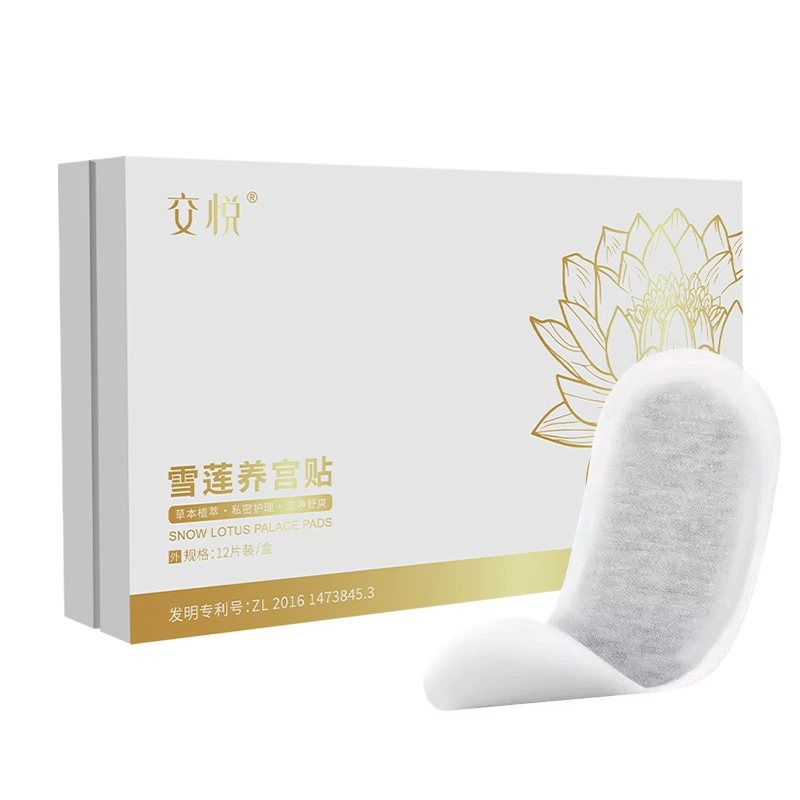 交悦®
雪莲养宫贴
草本植萃·私密护理·洁净舒爽
SNOW LOTUS PALACE PADS
外 规格:12片装/盒
发明专利号:ZL 2016 1473845.3